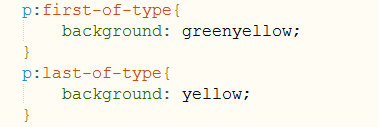 p:first-of-type{
    background: greenyellow;
}
p:last-of-type{
    background: yellow;
}